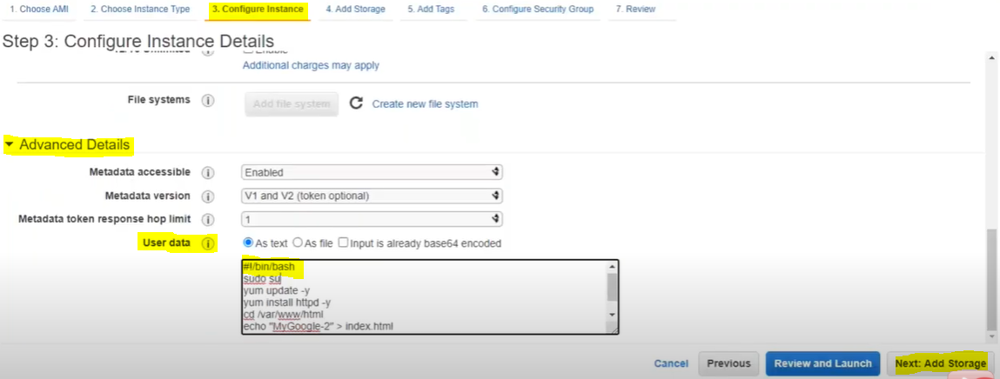 1. Choose AMI 2. Choose Instance Type 3. Configure Instance 4. Add Storage 5. Add Tags 6. Configure Security Group 7. Review
Step 3: Configure Instance Details
Enable
Additional charges may apply
File systems Add file system Create new file system
Advanced Details
Metadata accessible Enabled
Metadata version V1 and V2 (token optional)
Metadata token response hop limit 1
User data As text As file Input is already base64 encoded
#!/bin/bash
sudo su
yum update -y
yum install httpd -y
cd /var/www/html
echo "MyGoogle-2" > index.html
Cancel Previous Review and Launch Next: Add Storage